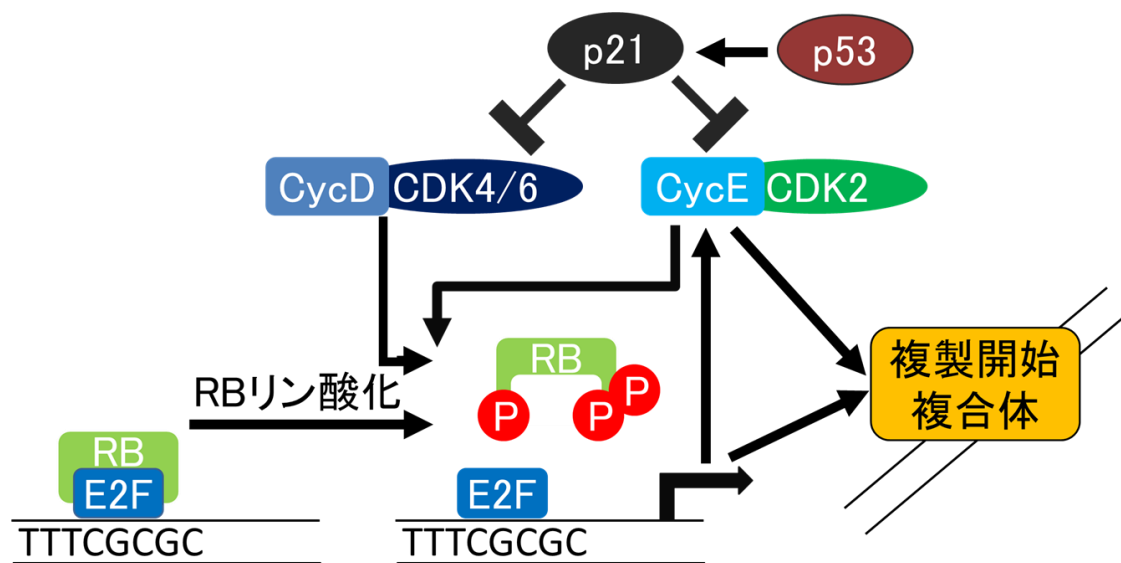 p21
p53
CycD
CDK4/6
CycE
CDK2
RB
P
P
P
RBリン酸化
複製開始
複合体
RB
E2F
E2F
TTTCGCGC
TTTCGCGC